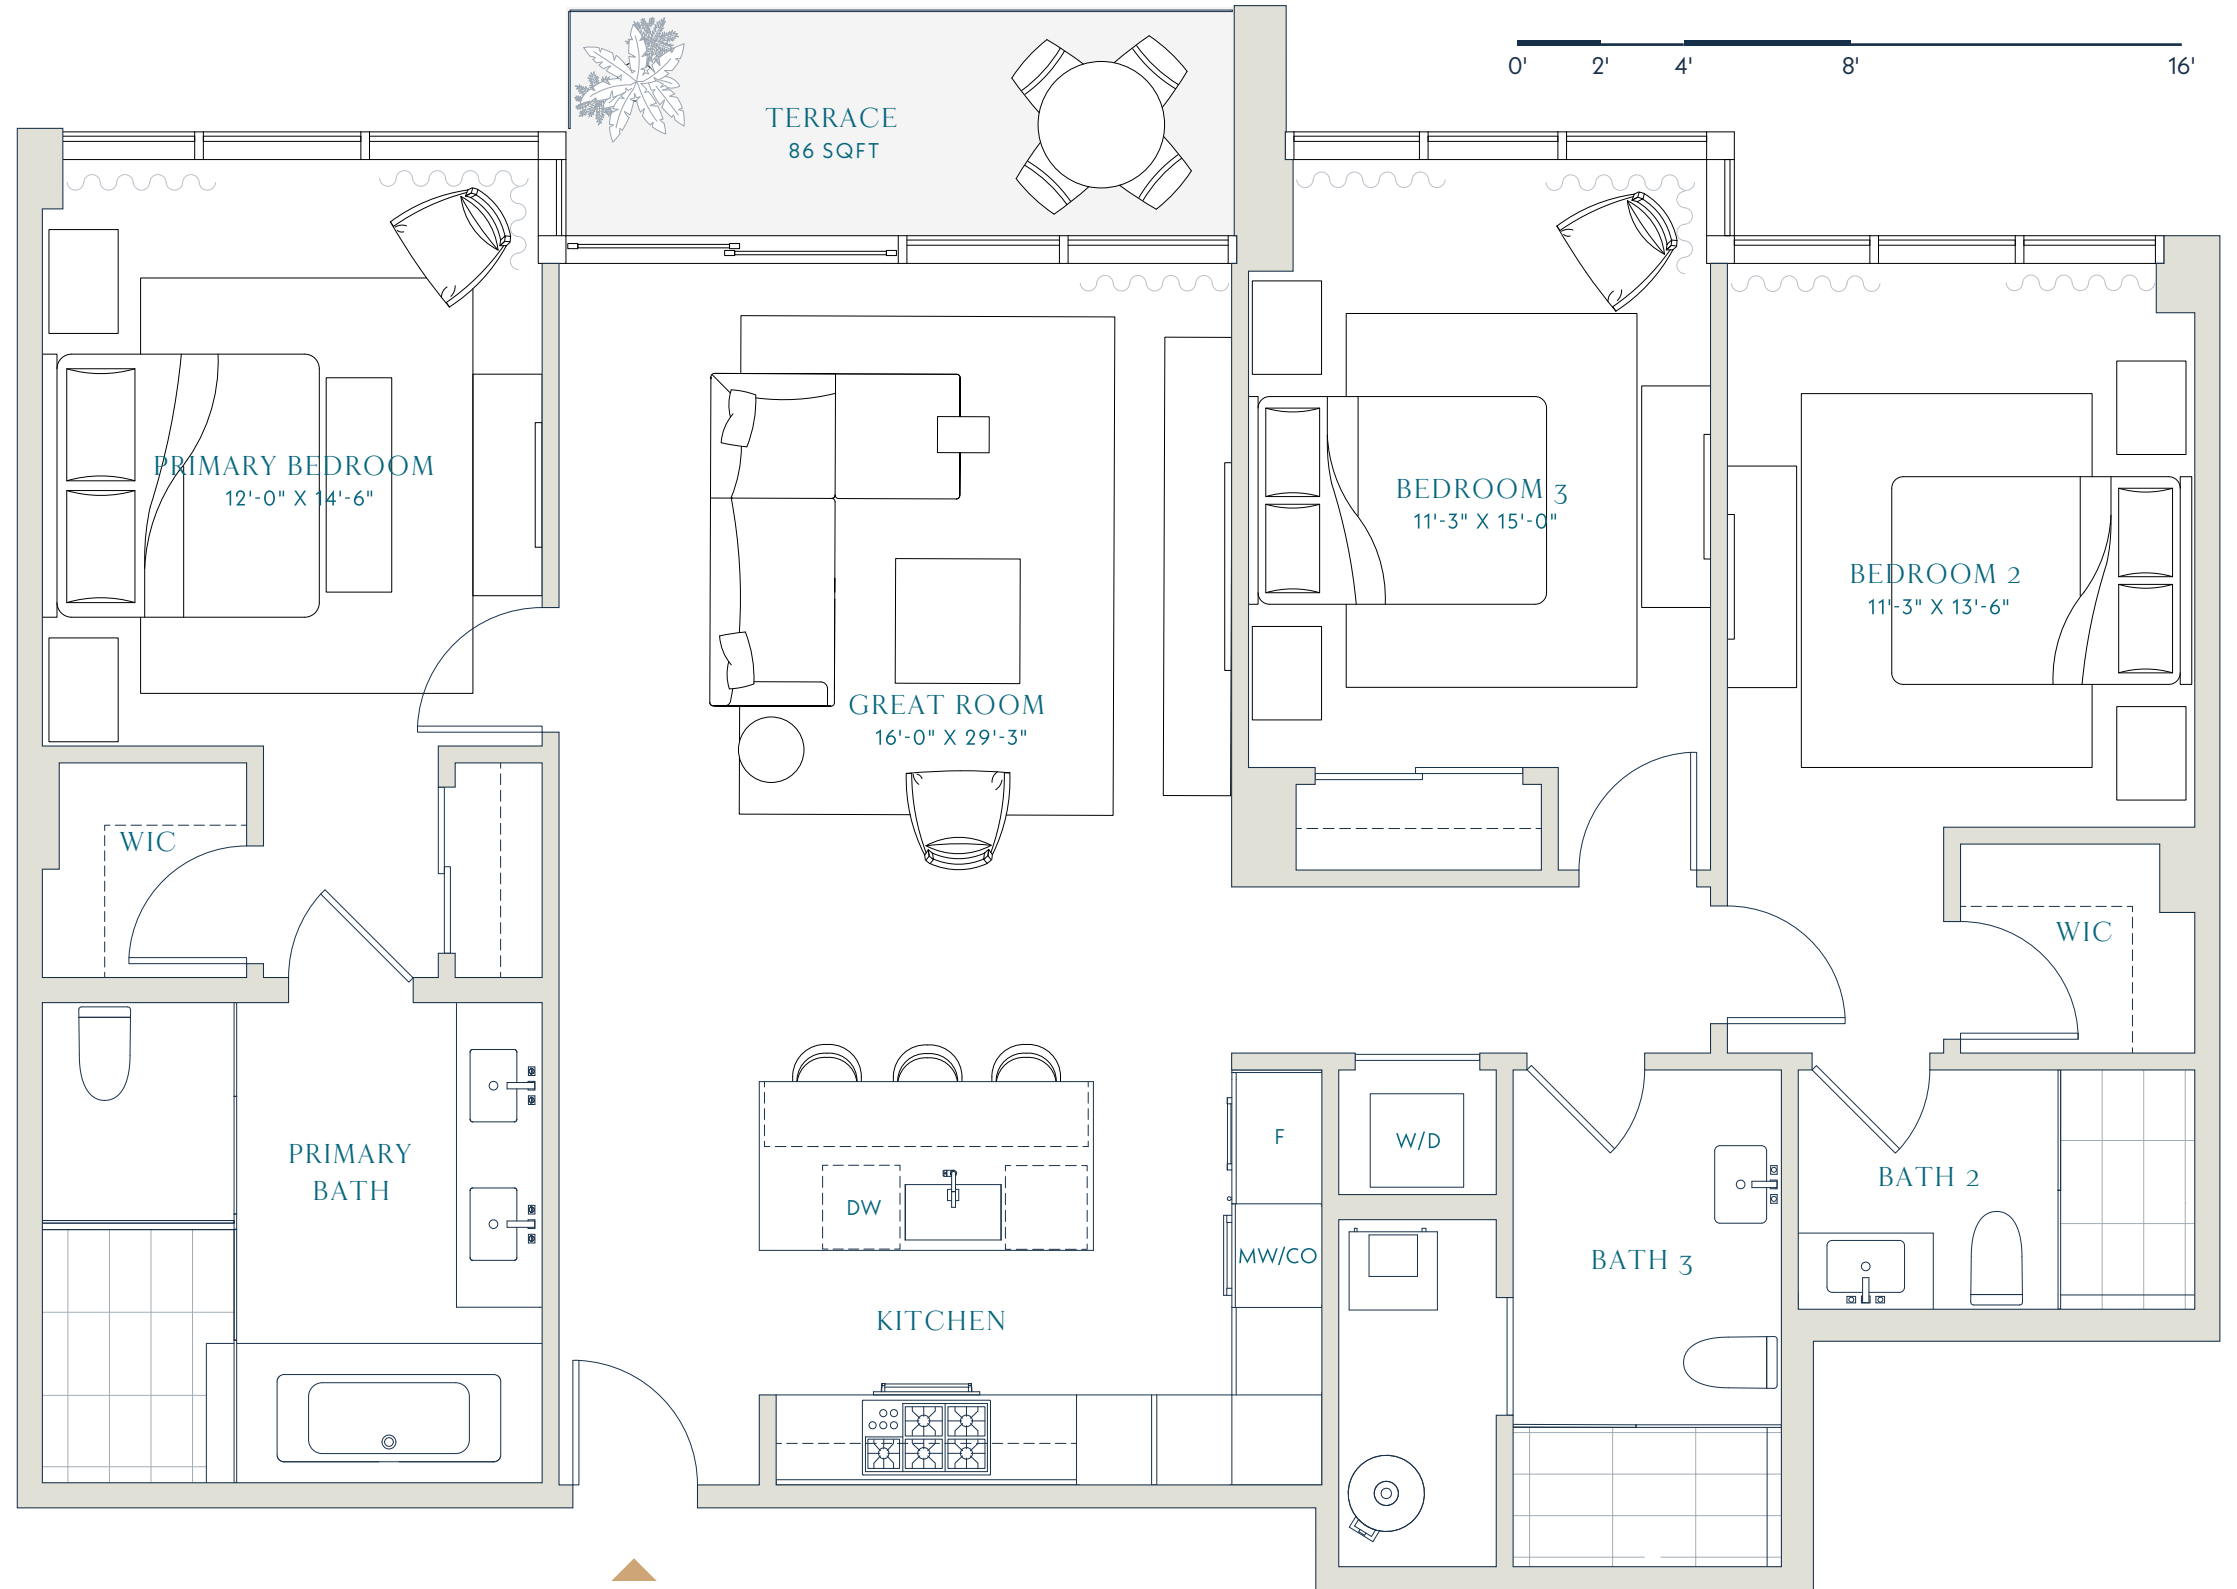 0' 2' 4' 8' 16'
TERRACE
86 SQFT
PRIMARY BEDROOM
12'-0" X 14'-6"
BEDROOM 3
11'-3" X 15'-0"
BEDROOM 2
11'-3" X 13'-6"
GREAT ROOM
16'-0" X 29'-3"
WIC
WIC
PRIMARY
BATH
F
W/D
DW
MW/CO
BATH 2
BATH 3
KITCHEN